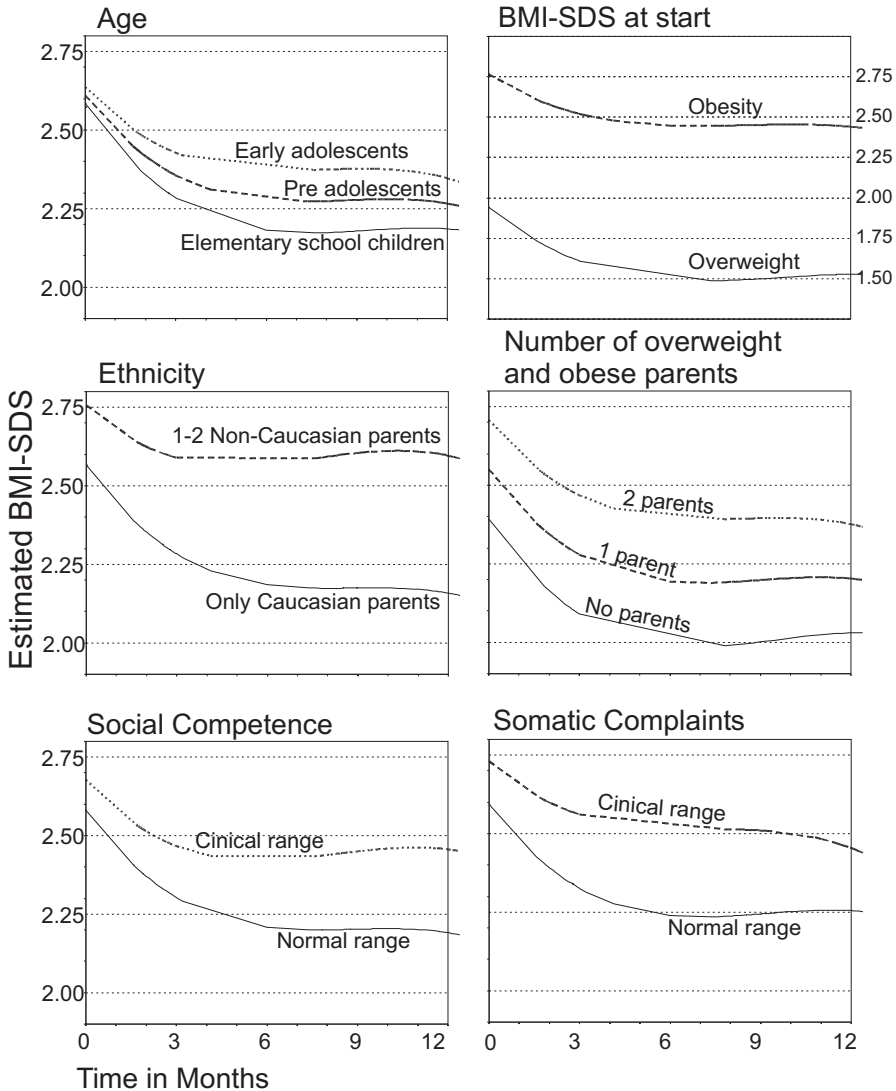 Age
2.75
2.50
2.25
2.00
Early adolescents
Pre adolescents
Elementary school children
BMI-SDS at start
2.75
2.50
2.25
2.00
1.75
1.50
Obesity
Overweight
Estimated BMI-SDS
Ethnicity
2.75
2.50
2.25
2.00
1-2 Non-Caucasian parents
Only Caucasian parents
Number of overweight
and obese parents
2 parents
1 parent
No parents
Social Competence
2.75
2.50
2.25
2.00
Cinical range
Normal range
0 3 6 9 12
Somatic Complaints
Cinical range
Normal range
0 3 6 9 12
Time in Months